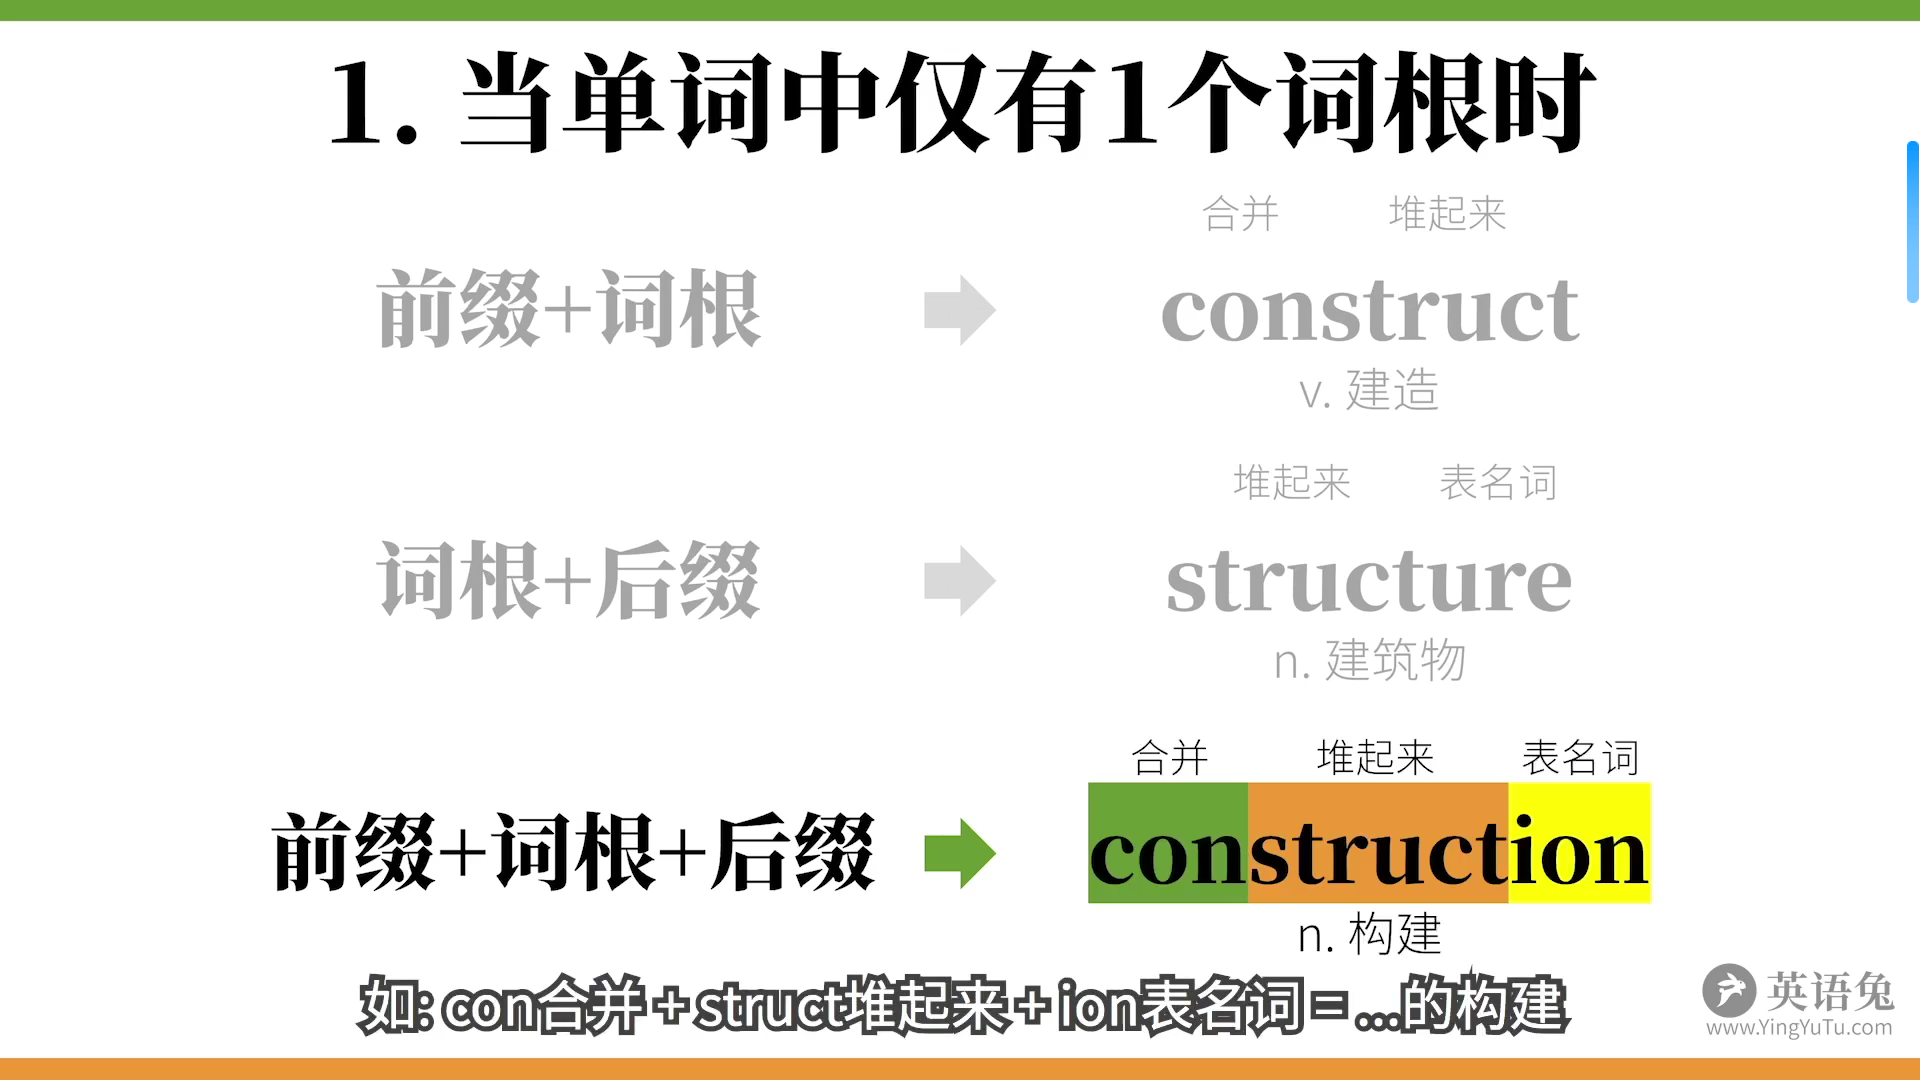 1. 当单词中仅有1个词根时
合并 堆起来
前缀+词根 construct
v. 建造
堆起来 表名词
词根+后缀 structure
n. 建筑物
合并 堆起来 表名词
前缀+词根+后缀 construction
n. 构建
如: con合并 + struct堆起来 + ion表名词 = ...的构建
英语兔
www.YingYuTu.com